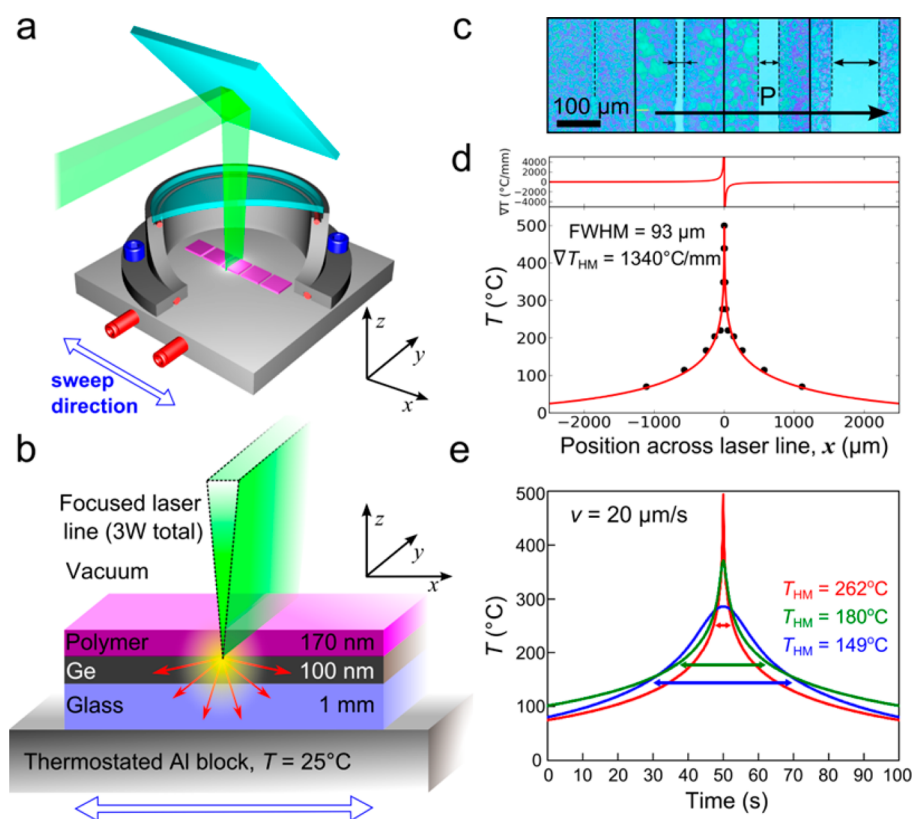 a
z
y
x
sweep
direction
b
Focused laser
line (3W total)
Vacuum
z
y
x
Polymer 170 nm
Ge 100 nm
Glass 1 mm
Thermostated Al block, T = 25°C
c
100 µm
P
d
∇T (°C/mm)
4000
2000
0
−2000
−4000
FWHM = 93 µm
∇T_HM = 1340°C/mm
T (°C)
500
400
300
200
100
0
−2000 −1000 0 1000 2000
Position across laser line, x (µm)
e
v = 20 µm/s
T_HM = 262°C
T_HM = 180°C
T_HM = 149°C
T (°C)
500
400
300
200
100
0
0 10 20 30 40 50 60 70 80 90 100
Time (s)